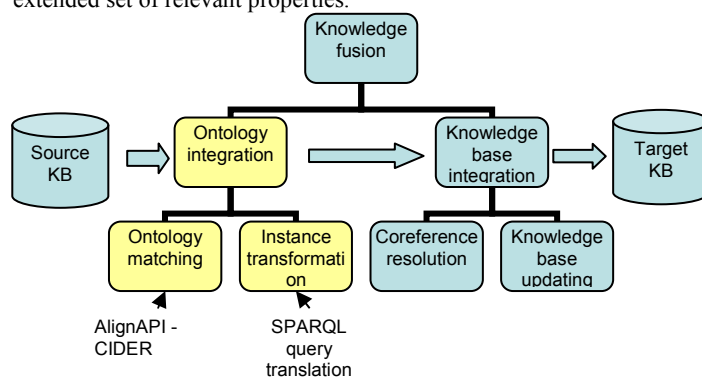 extended set of relevant properties.
Knowledge
fusion
Source
KB
Ontology
integration
Knowledge
base
integration
Target
KB
Ontology
matching
Instance
transformati
on
Coreference
resolution
Knowledge
base
updating
AlignAPI -
CIDER
SPARQL
query
translation